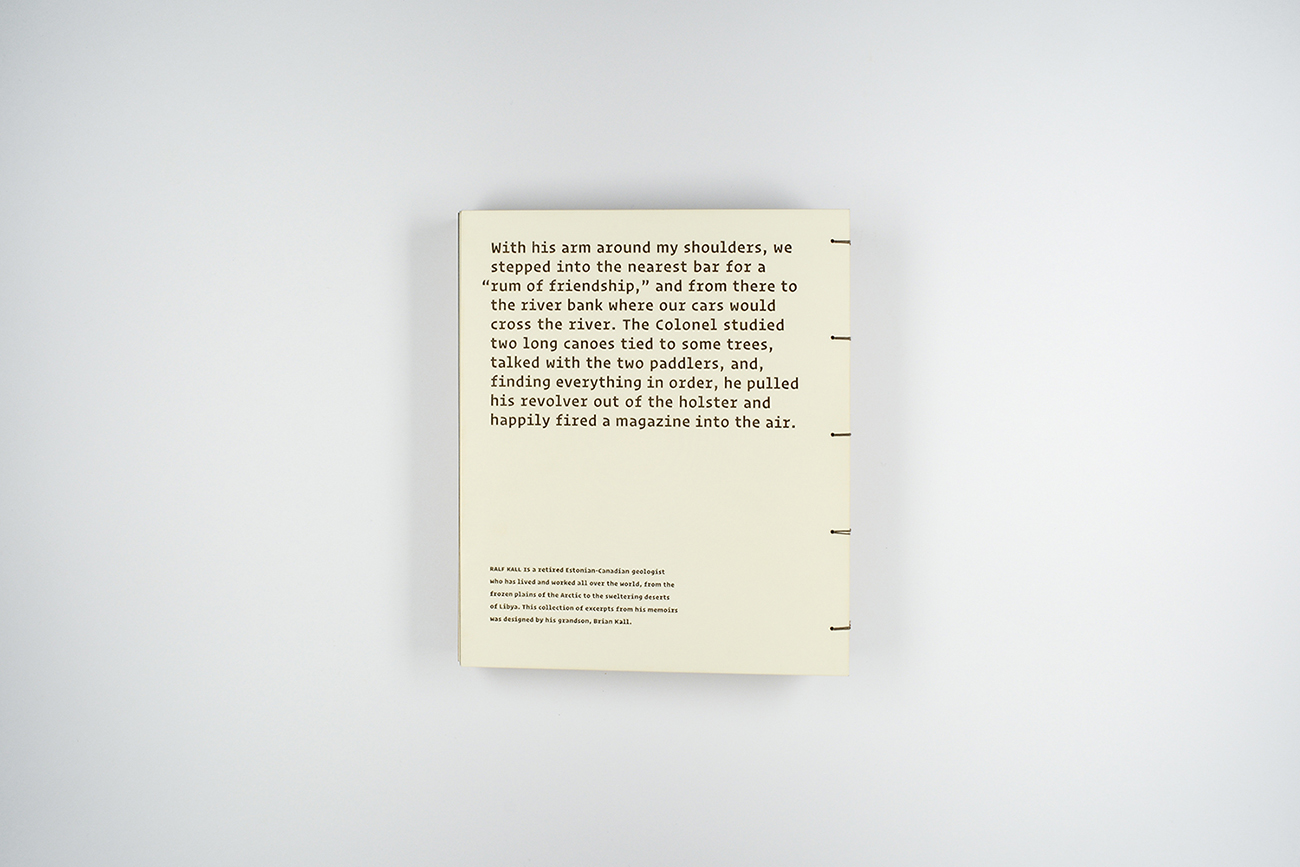 With his arm around my shoulders, we
stepped into the nearest bar for a
“rum of friendship,” and from there to
the river bank where our cars would
cross the river. The Colonel studied
two long canoes tied to some trees,
talked with the two paddlers, and,
finding everything in order, he pulled
his revolver out of the holster and
happily fired a magazine into the air.
RALF KALL IS a retired Estonian-Canadian geologist
who has lived and worked all over the world, from the
frozen plains of the Arctic to the sweltering deserts
of Libya. This collection of excerpts from his memoirs
was designed by his grandson, Brian Kall.